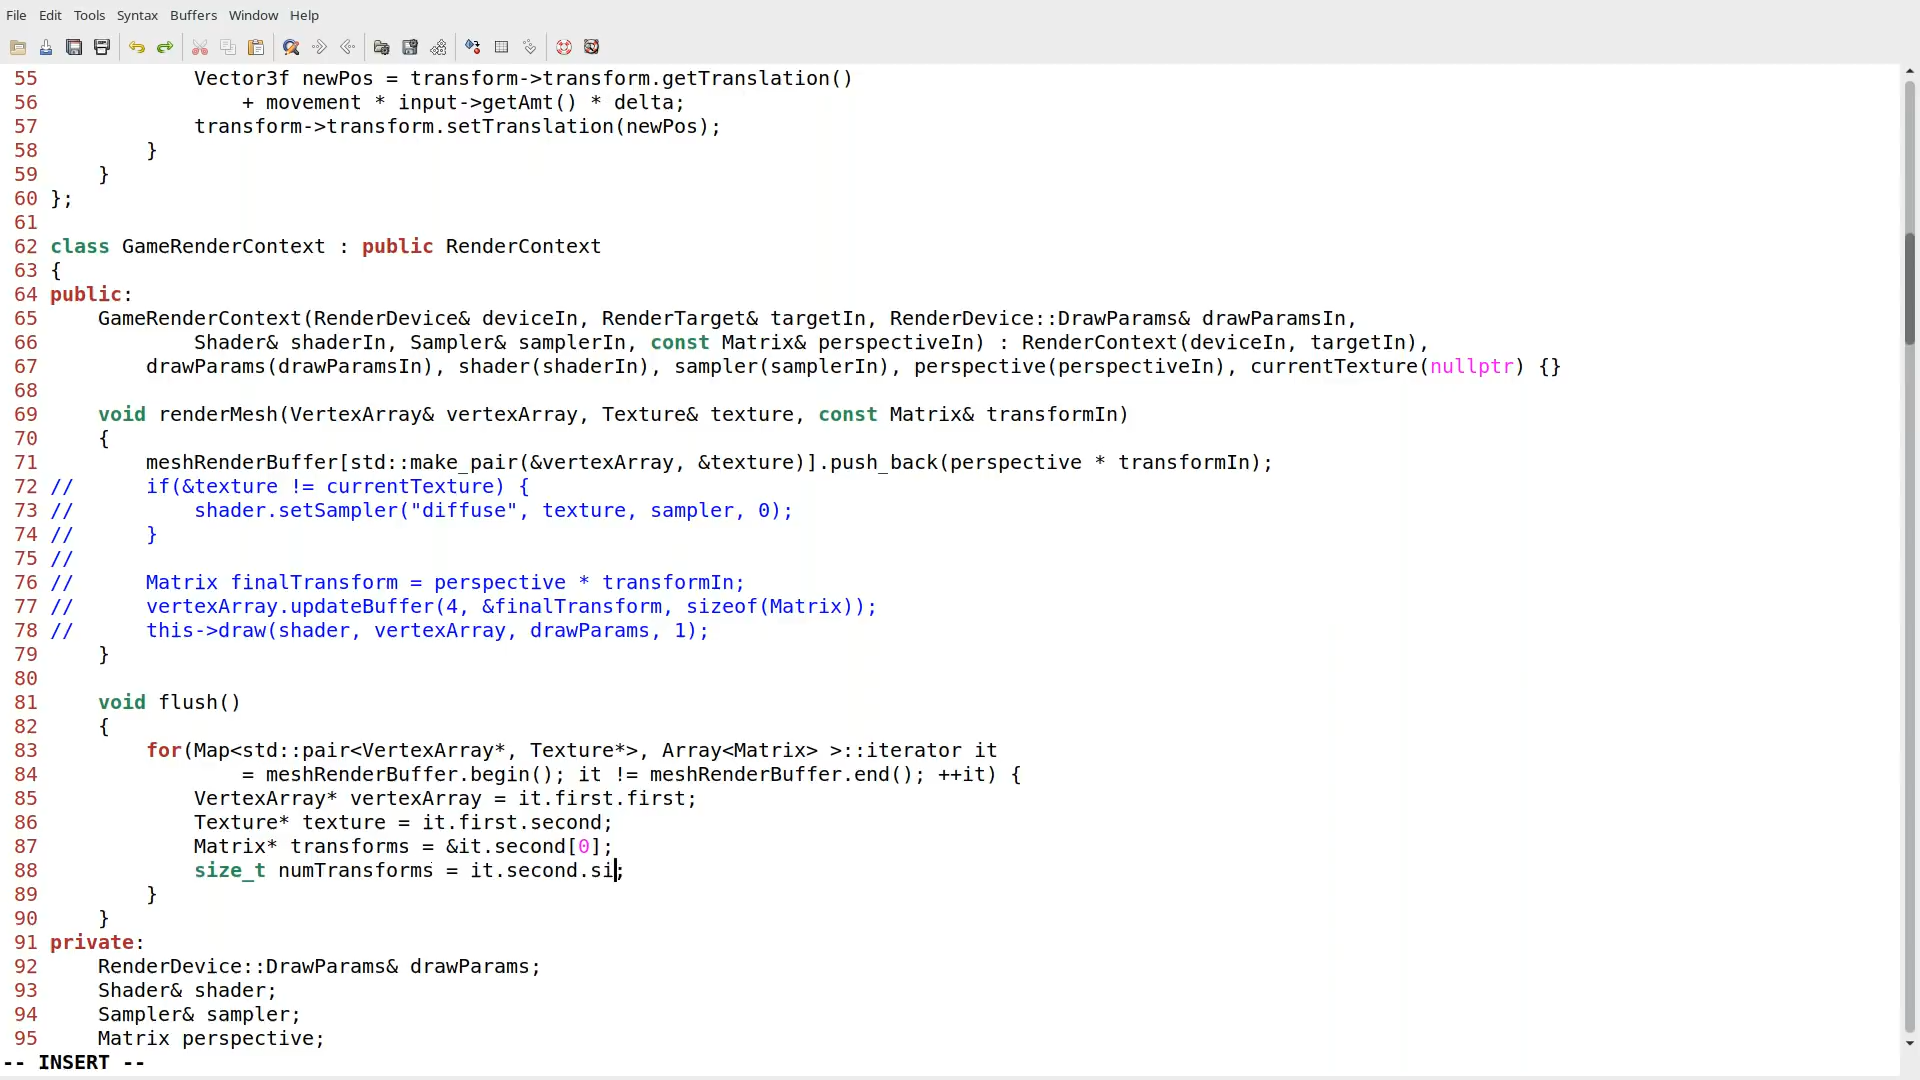 File Edit Tools Syntax Buffers Window Help
55             Vector3f newPos = transform->transform.getTranslation()
56                 + movement * input->getAmt() * delta;
57             transform->transform.setTranslation(newPos);
58         }
59     }
60 };
61
62 class GameRenderContext : public RenderContext
63 {
64 public:
65     GameRenderContext(RenderDevice& deviceIn, RenderTarget& targetIn, RenderDevice::DrawParams& drawParamsIn,
66             Shader& shaderIn, Sampler& samplerIn, const Matrix& perspectiveIn) : RenderContext(deviceIn, targetIn),
67         drawParams(drawParamsIn), shader(shaderIn), sampler(samplerIn), perspective(perspectiveIn), currentTexture(nullptr) {}
68
69     void renderMesh(VertexArray& vertexArray, Texture& texture, const Matrix& transformIn)
70     {
71         meshRenderBuffer[std::make_pair(&vertexArray, &texture)].push_back(perspective * transformIn);
72 //      if(&texture != currentTexture) {
73 //          shader.setSampler("diffuse", texture, sampler, 0);
74 //      }
75 //
76 //      Matrix finalTransform = perspective * transformIn;
77 //      vertexArray.updateBuffer(4, &finalTransform, sizeof(Matrix));
78 //      this->draw(shader, vertexArray, drawParams, 1);
79     }
80
81     void flush()
82     {
83         for(Map<std::pair<VertexArray*, Texture*>, Array<Matrix> >::iterator it
84                 = meshRenderBuffer.begin(); it != meshRenderBuffer.end(); ++it) {
85             VertexArray* vertexArray = it.first.first;
86             Texture* texture = it.first.second;
87             Matrix* transforms = &it.second[0];
88             size_t numTransforms = it.second.si;
89         }
90     }
91 private:
92     RenderDevice::DrawParams& drawParams;
93     Shader& shader;
94     Sampler& sampler;
95     Matrix perspective;
-- INSERT --